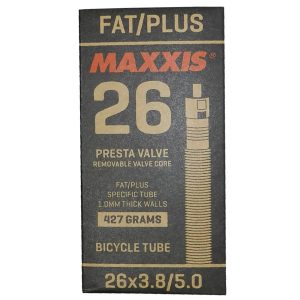 FAT/PLUS
MAXXIS®
26
PRESTA VALVE
REMOVABLE VALVE CORE
FAT/PLUS
SPECIFIC TUBE
1.0MM THICK WALLS
427 GRAMS
BICYCLE TUBE
26x3.8/5.0